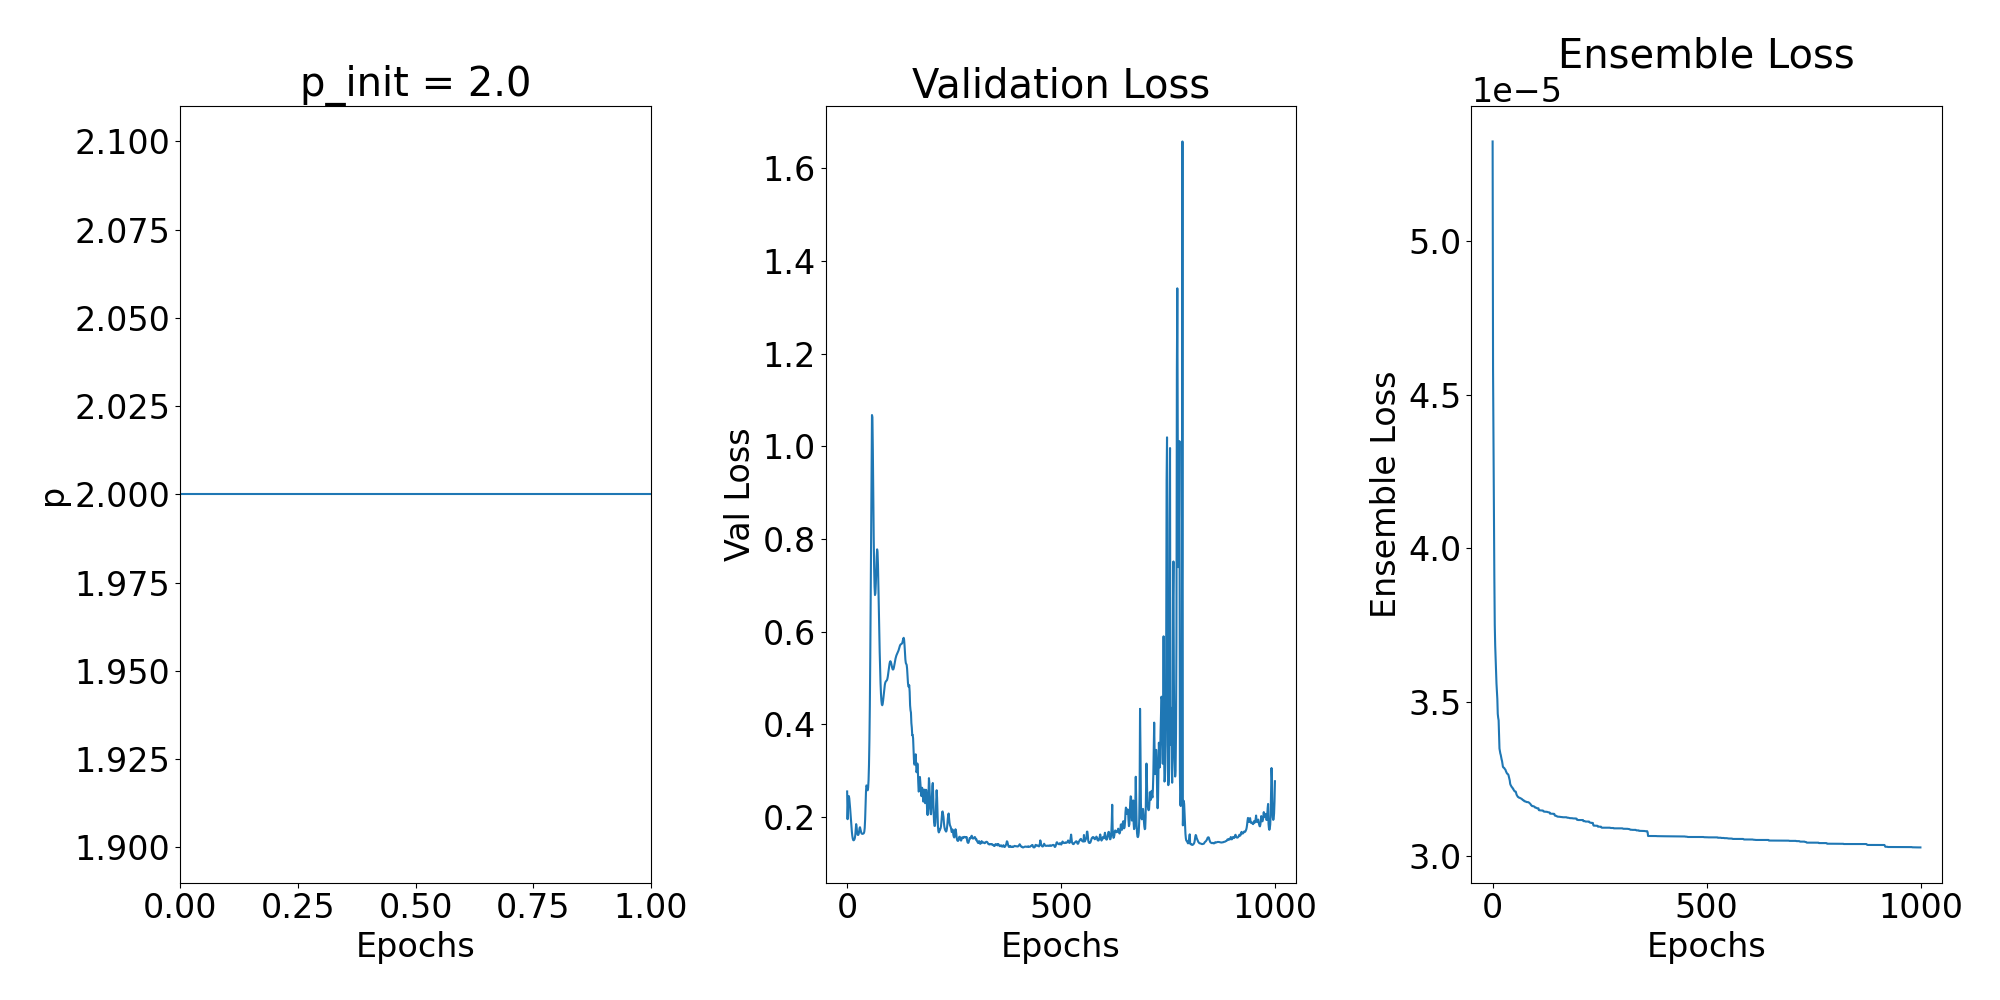 p_init = 2.0
p
2.100
2.075
2.050
2.025
2.000
1.975
1.950
1.925
1.900
0.00 0.25 0.50 0.75 1.00
Epochs
Validation Loss
Val Loss
1.6
1.4
1.2
1.0
0.8
0.6
0.4
0.2
0 500 1000
Epochs
Ensemble Loss
1e−5
Ensemble Loss
5.0
4.5
4.0
3.5
3.0
0 500 1000
Epochs